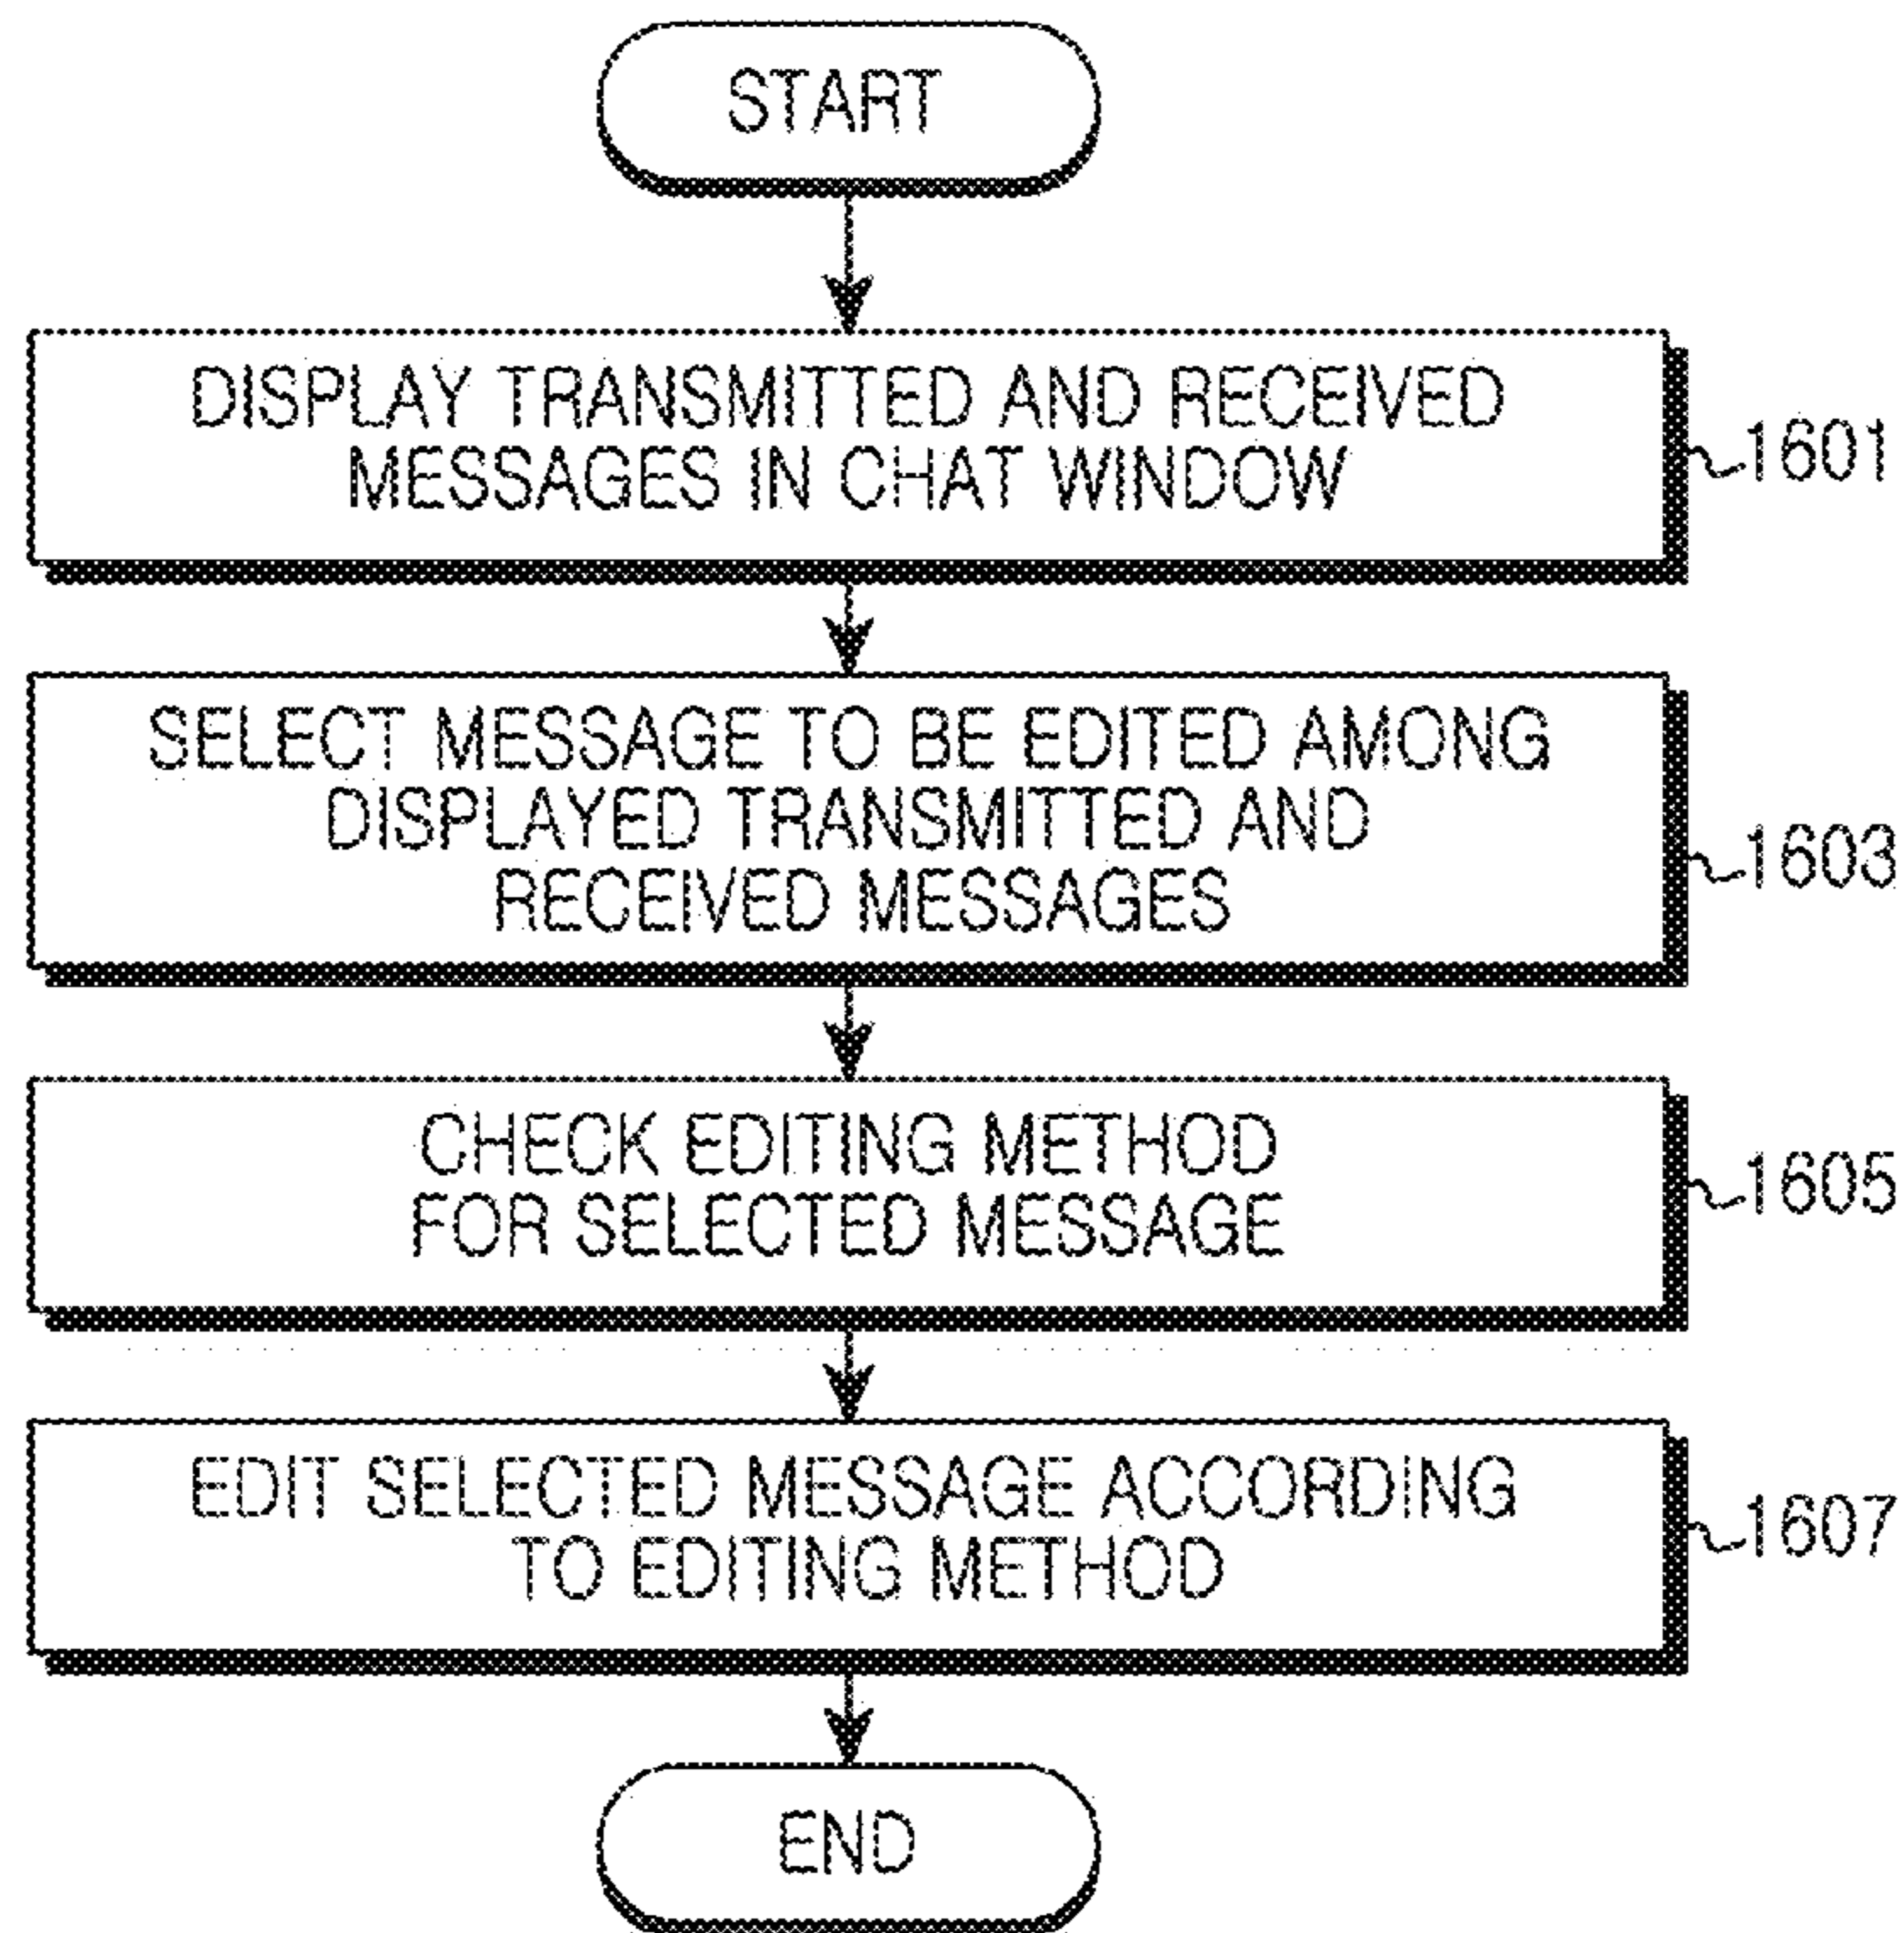 START
DISPLAY TRANSMITTED AND RECEIVED
MESSAGES IN CHAT WINDOW
1601
SELECT MESSAGE TO BE EDITED AMONG
DISPLAYED TRANSMITTED AND
RECEIVED MESSAGES
1603
CHECK EDITING METHOD
FOR SELECTED MESSAGE
1605
EDIT SELECTED MESSAGE ACCORDING
TO EDITING METHOD
1607
END